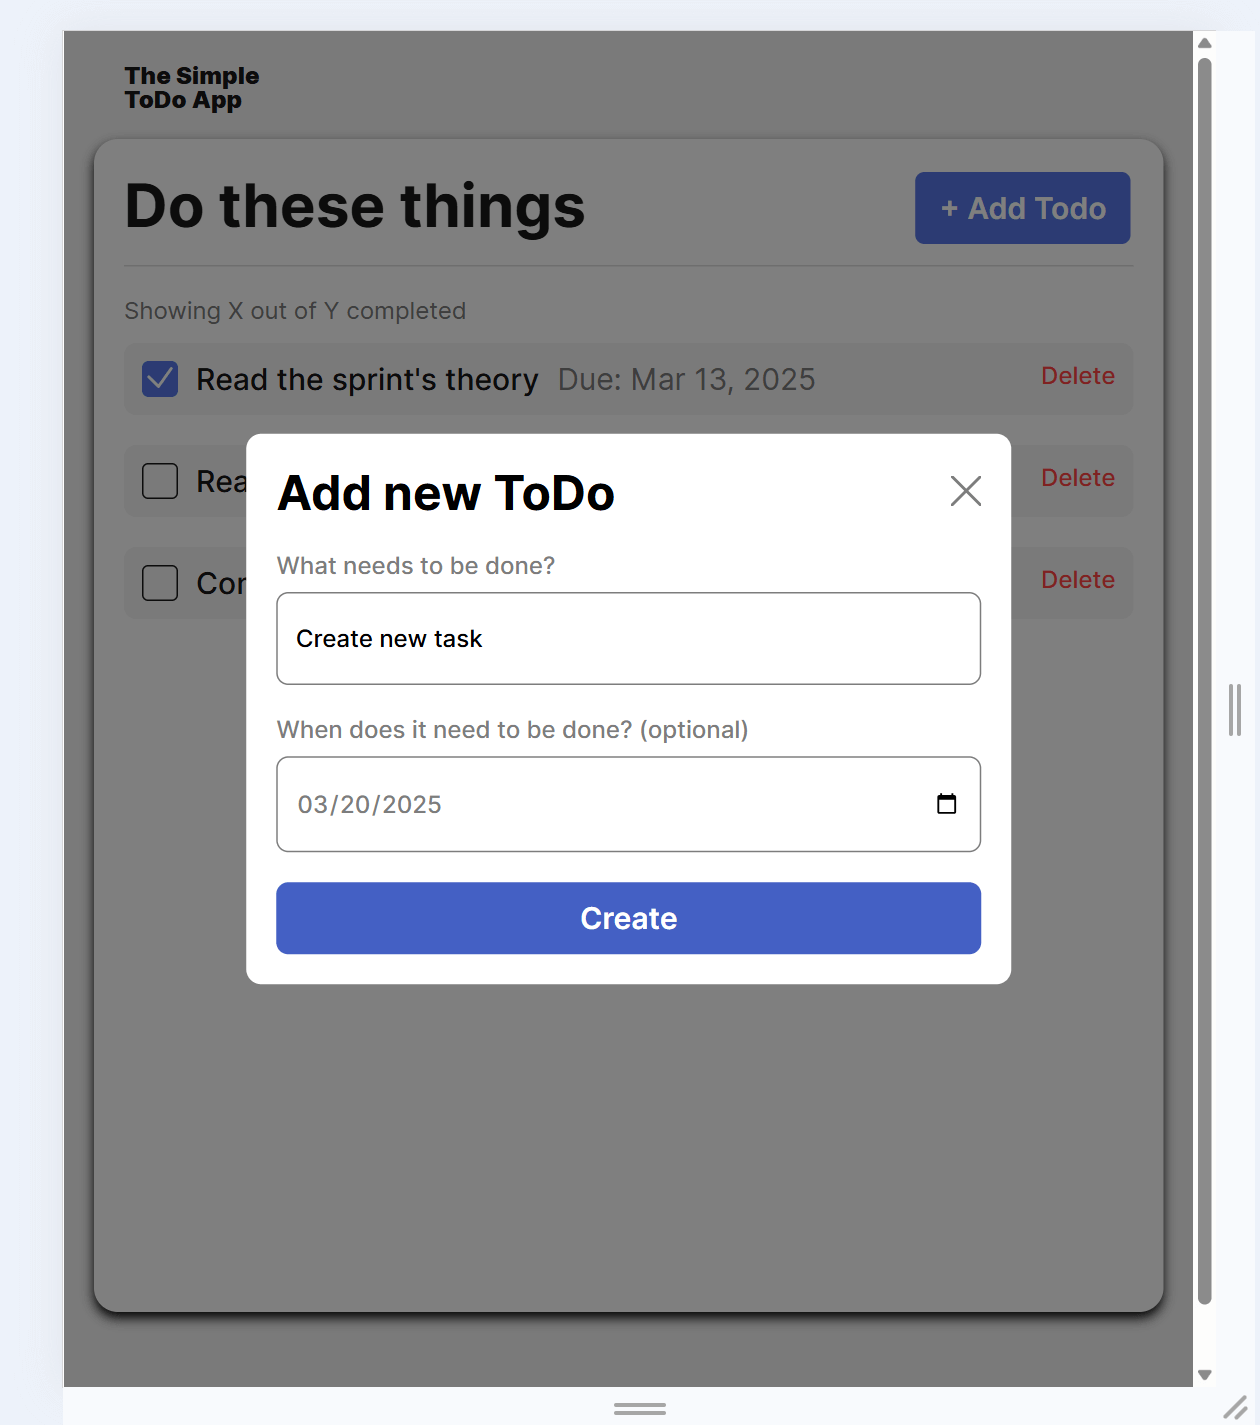 The Simple
ToDo App
Do these things
+ Add Todo
Showing X out of Y completed
Read the sprint's theory Due: Mar 13, 2025 Delete
Delete
Delete
Add new ToDo
What needs to be done?
Create new task
When does it need to be done? (optional)
03/20/2025
Create